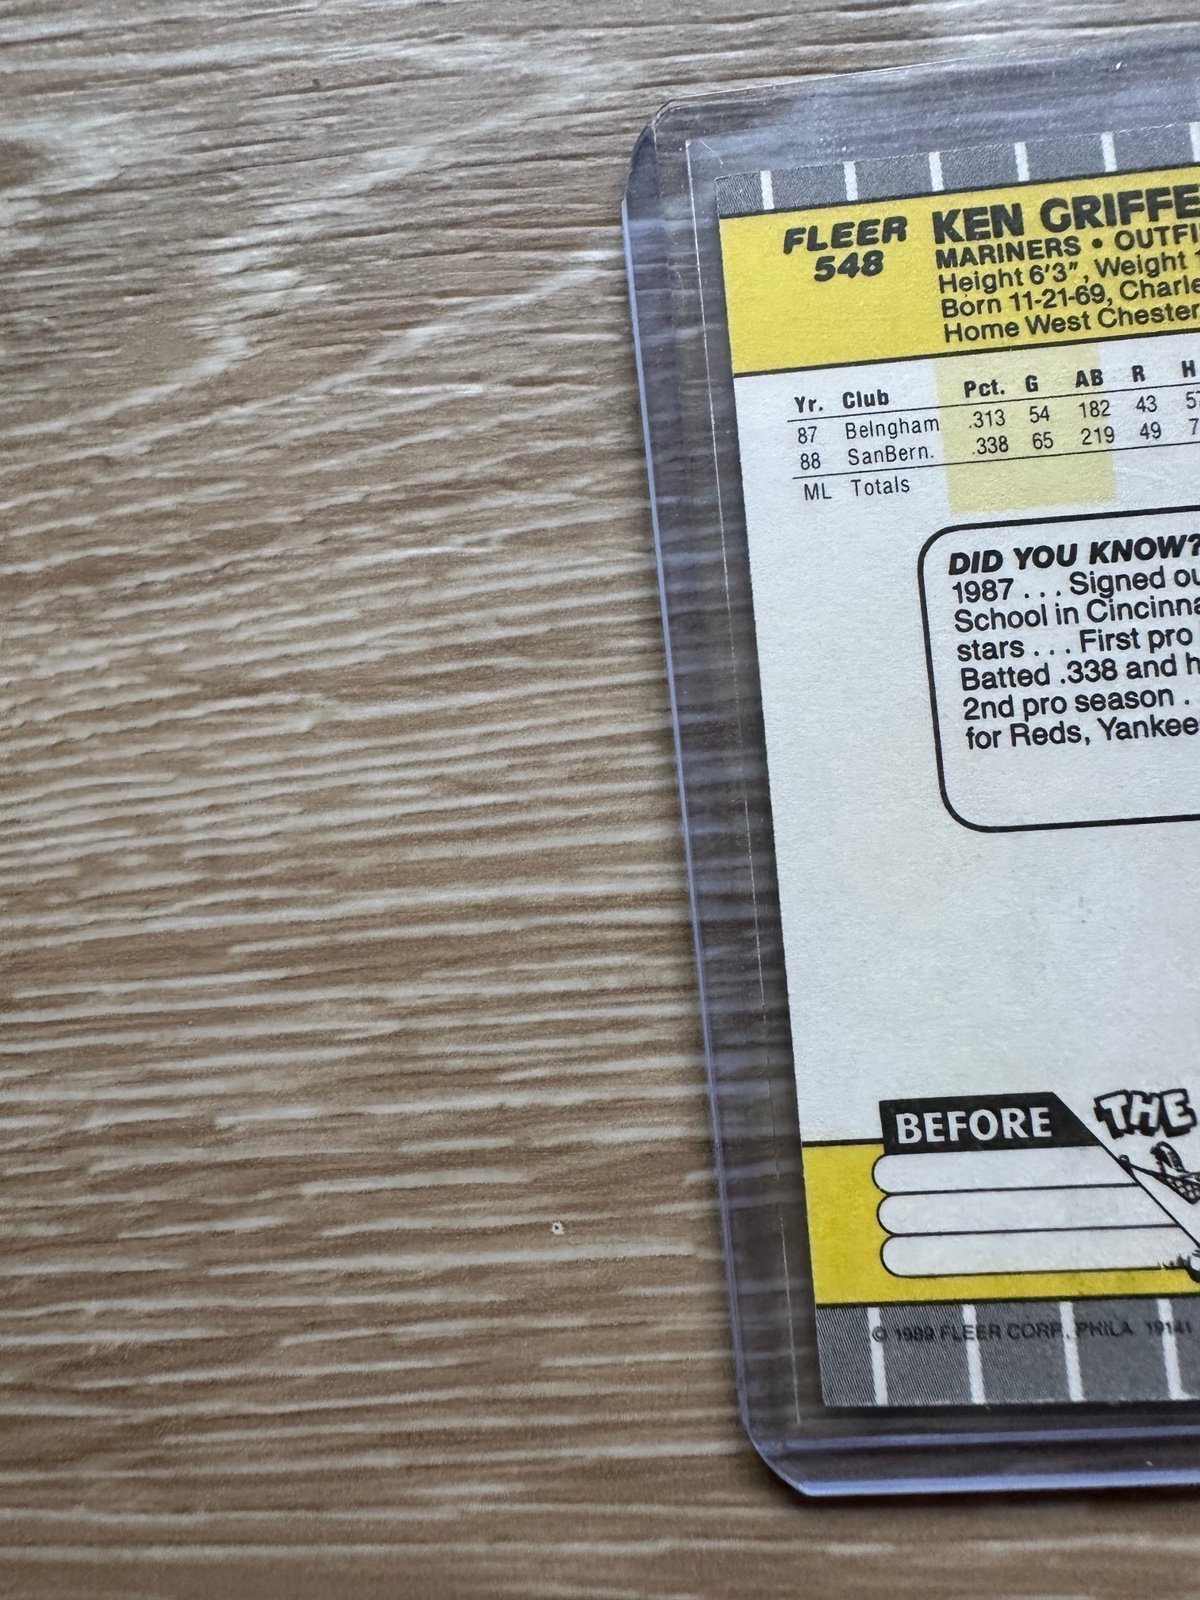 FLEER
548
KEN GRIFFE
MARINERS • OUTFI
Height 6'3", Weight 1
Born 11-21-69, Charle
Home West Chester
Yr. Club Pct. G AB R H
87 Belngham .313 54 182 43 57
88 SanBern. .338 65 219 49 7
ML Totals
DID YOU KNOW?
1987 . . . Signed ou
School in Cincinna
stars . . . First pro
Batted .338 and h
2nd pro season .
for Reds, Yankee
BEFORE
THE
© 1989 FLEER CORP. PHILA 19141